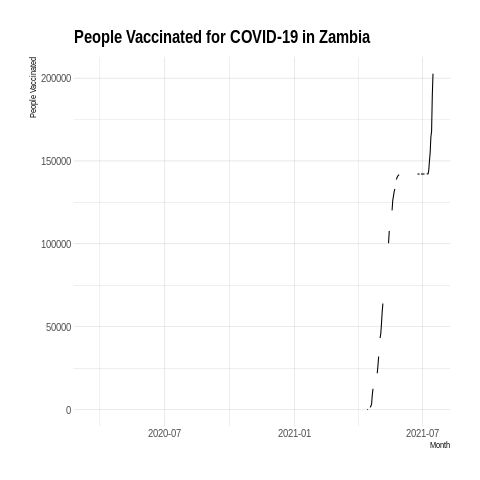 People Vaccinated for COVID-19 in Zambia
People Vaccinated
200000
150000
100000
50000
0
2020-07 2021-01 2021-07
Month